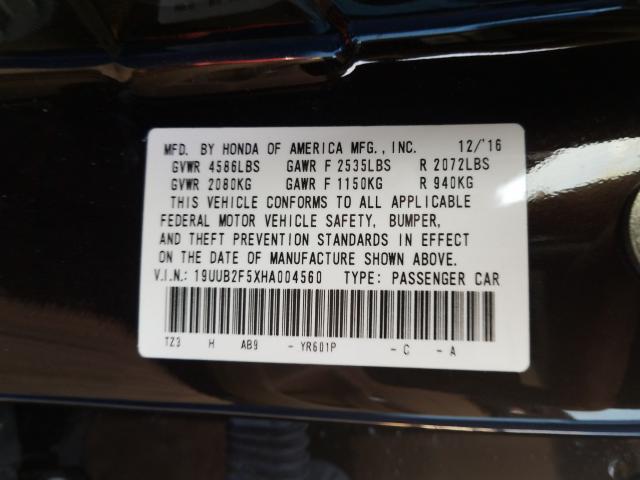 MFD. BY HONDA OF AMERICA MFG., INC. 12/'16
GVWR 4586LBS GAWR F 2535LBS R 2072LBS
GVWR 2080KG GAWR F 1150KG R 940KG
THIS VEHICLE CONFORMS TO ALL APPLICABLE
FEDERAL MOTOR VEHICLE SAFETY, BUMPER,
AND THEFT PREVENTION STANDARDS IN EFFECT
ON THE DATE OF MANUFACTURE SHOWN ABOVE.
V.I.N.: 19UUB2F5XHA004560 TYPE: PASSENGER CAR
TZ3 H AB9 - YR601P - C - A